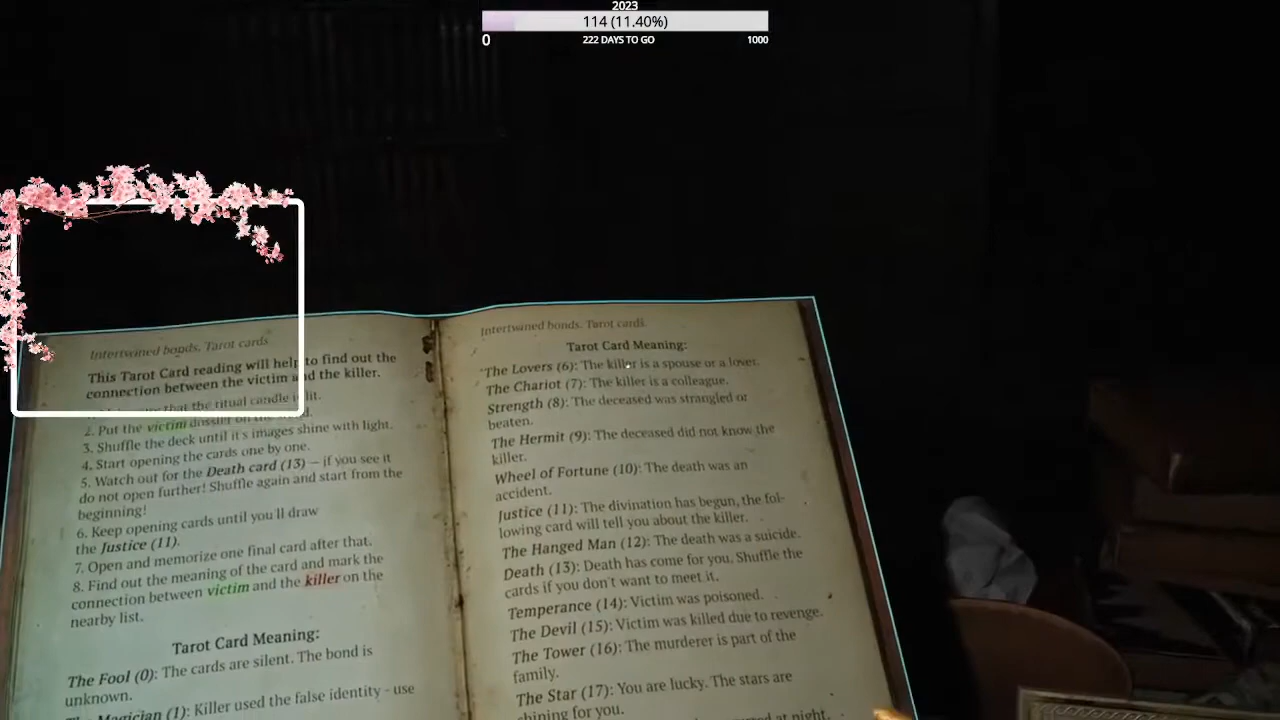 2023
114 (11.40%)
0
222 DAYS TO GO
1000
Intertwined bonds. Tarot cards
This Tarot Card reading will help to find out the
connection between the victim and the killer.
that the ritual candle is lit.
2. Put the victim dossier on the
3. Shuffle the deck until it's images shine with light.
4. Start opening the cards one by one.
5. Watch out for the Death card (13) — if you see it
do not open further! Shuffle again and start from the
beginning!
6. Keep opening cards until you'll draw
the Justice (11).
7. Open and memorize one final card after that.
8. Find out the meaning of the card and mark the
connection between victim and the killer on the
nearby list.
Tarot Card Meaning:
The Fool (0): The cards are silent. The bond is
unknown.
Magician (1): Killer used the false identity - use
Intertwined bonds. Tarot cards.
Tarot Card Meaning:
The Lovers (6): The killer is a spouse or a lover.
The Chariot (7): The killer is a colleague.
Strength (8): The deceased was strangled or
beaten.
The Hermit (9): The deceased did not know the
killer.
Wheel of Fortune (10): The death was an
accident.
Justice (11): The divination has begun, the fol-
lowing card will tell you about the killer.
The Hanged Man (12): The death was a suicide.
Death (13): Death has come for you. Shuffle the
cards if you don't want to meet it.
Temperance (14): Victim was poisoned.
The Devil (15): Victim was killed due to revenge.
The Tower (16): The murderer is part of the
family.
The Star (17): You are lucky. The stars are
shining for you.
at night.